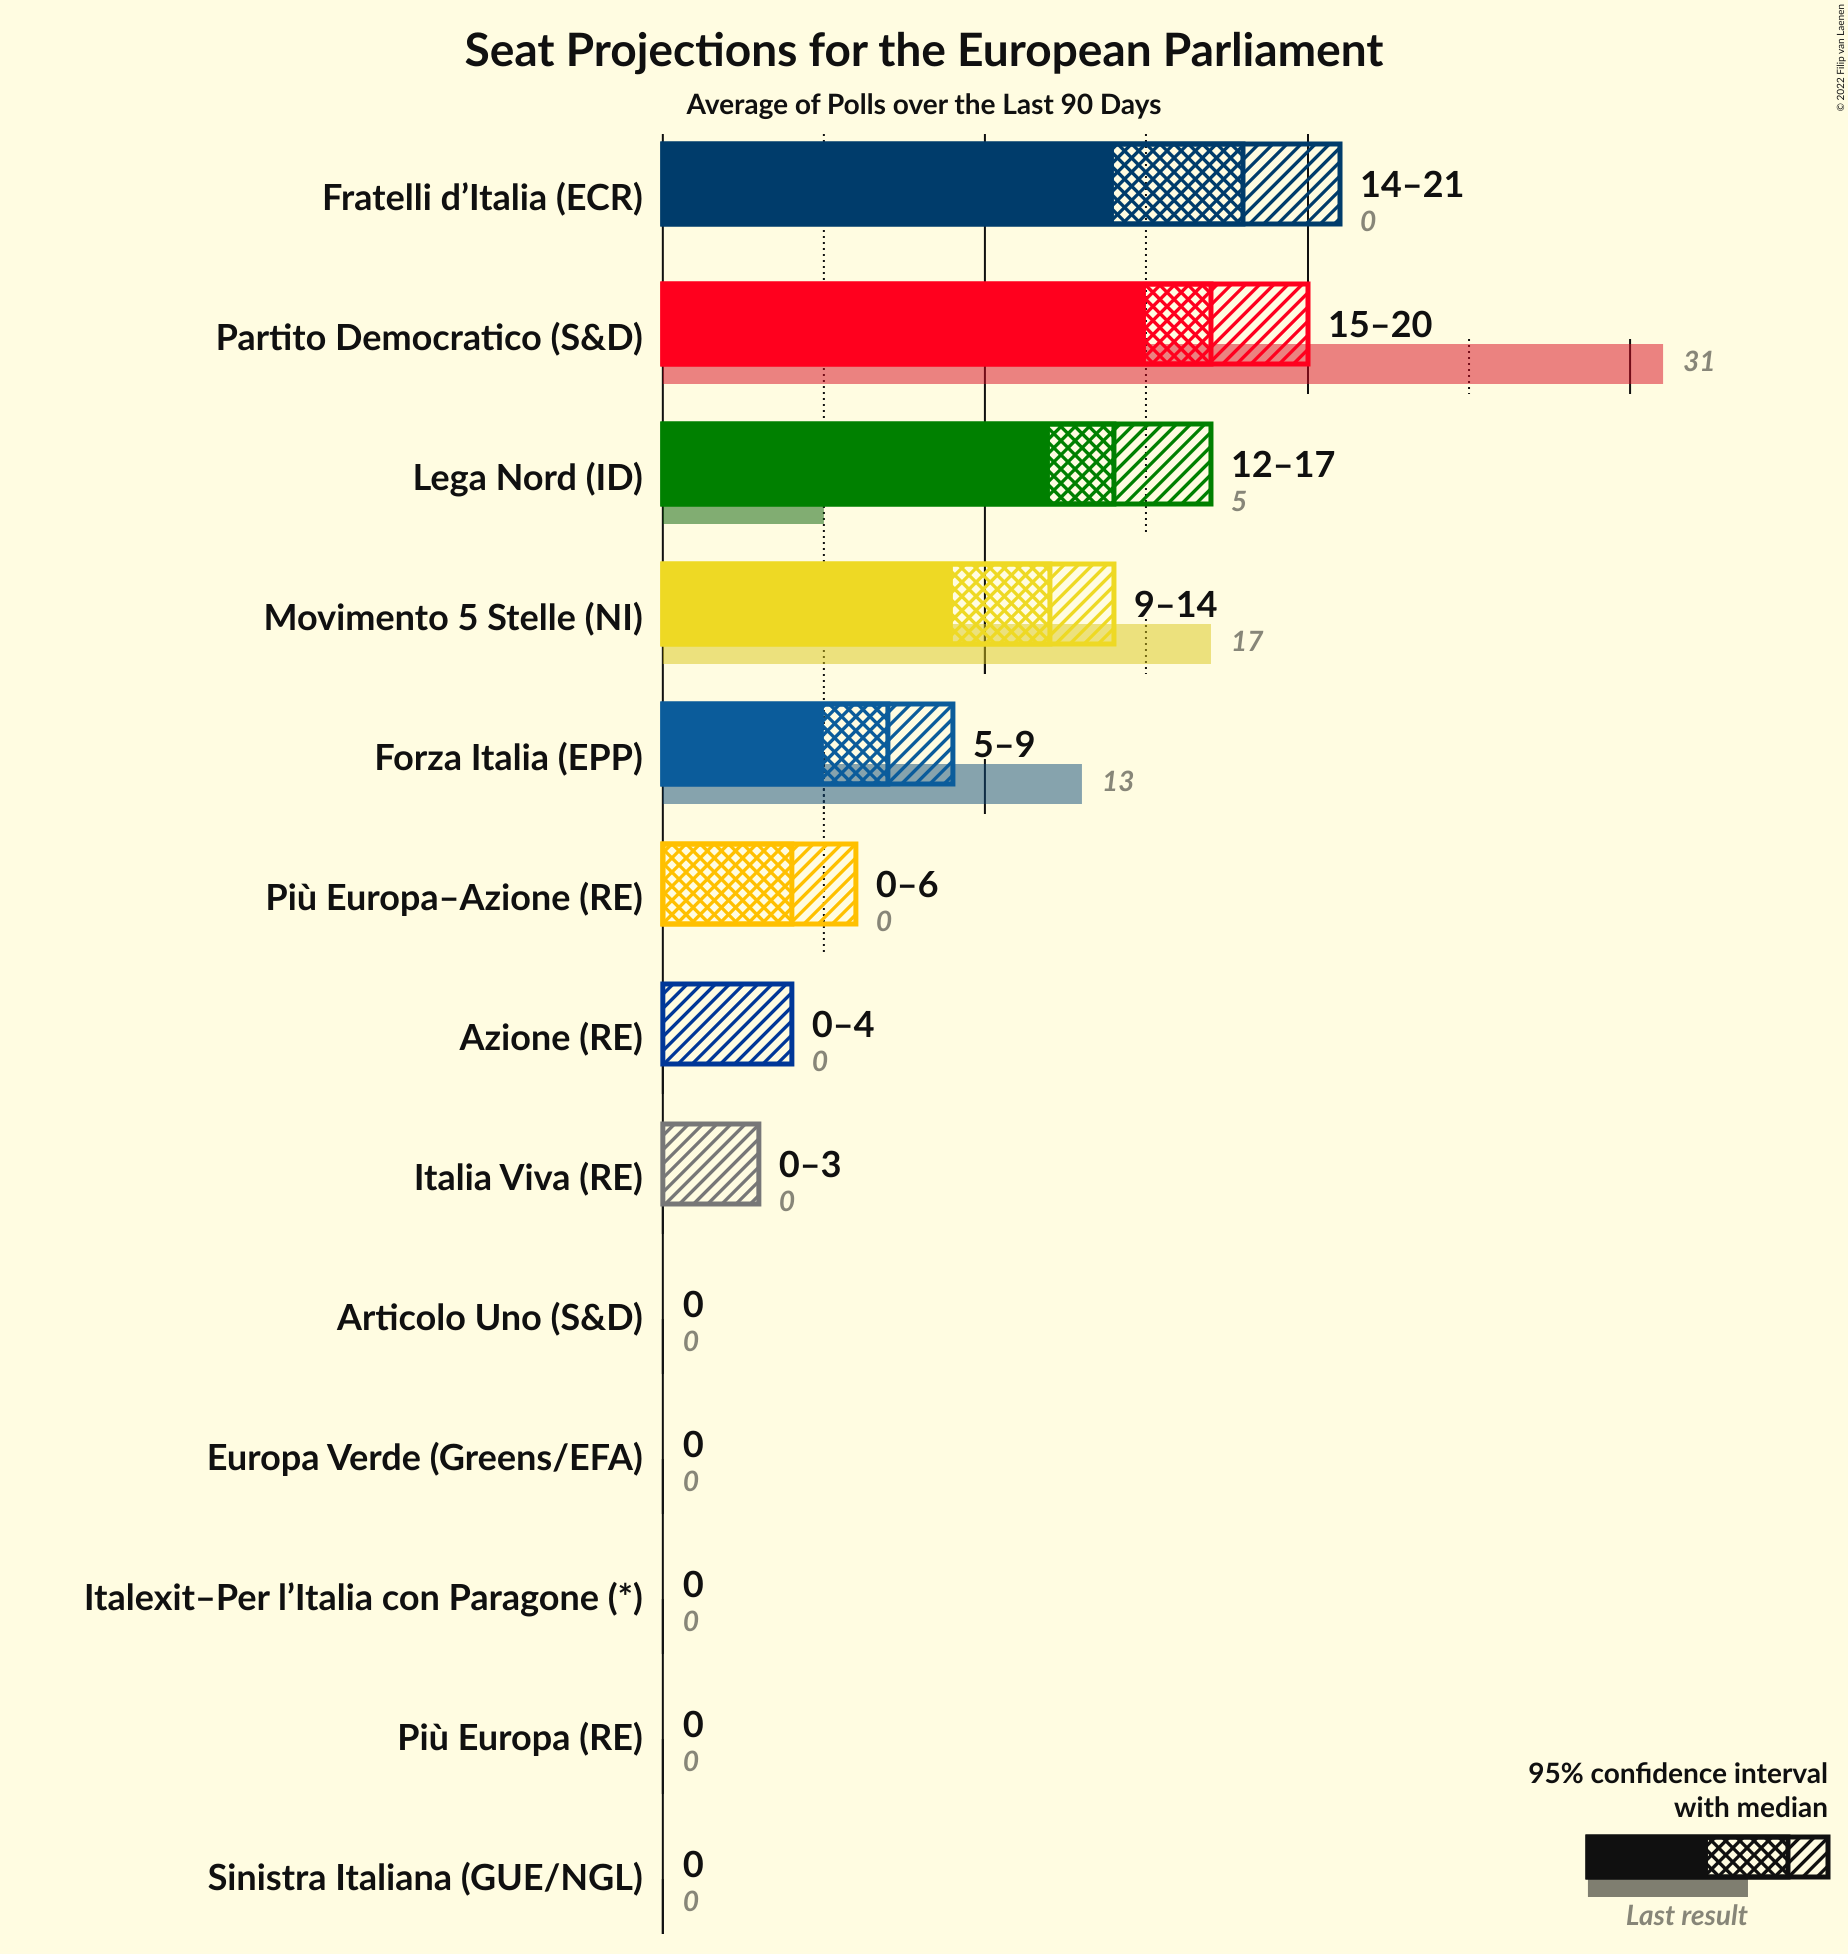 Seat Projections for the European Parliament
Average of Polls over the Last 90 Days
© 2022 Filip van Laenen
Fratelli d’Italia (ECR)
14–21
0
Partito Democratico (S&D)
15–20
31
Lega Nord (ID)
12–17
5
Movimento 5 Stelle (NI)
9–14
17
Forza Italia (EPP)
5–9
13
Più Europa–Azione (RE)
0–6
0
Azione (RE)
0–4
0
Italia Viva (RE)
0–3
0
Articolo Uno (S&D)
0
0
Europa Verde (Greens/EFA)
0
0
Italexit–Per l’Italia con Paragone (*)
0
0
Più Europa (RE)
0
0
Sinistra Italiana (GUE/NGL)
0
0
95% confidence interval
with median
Last result